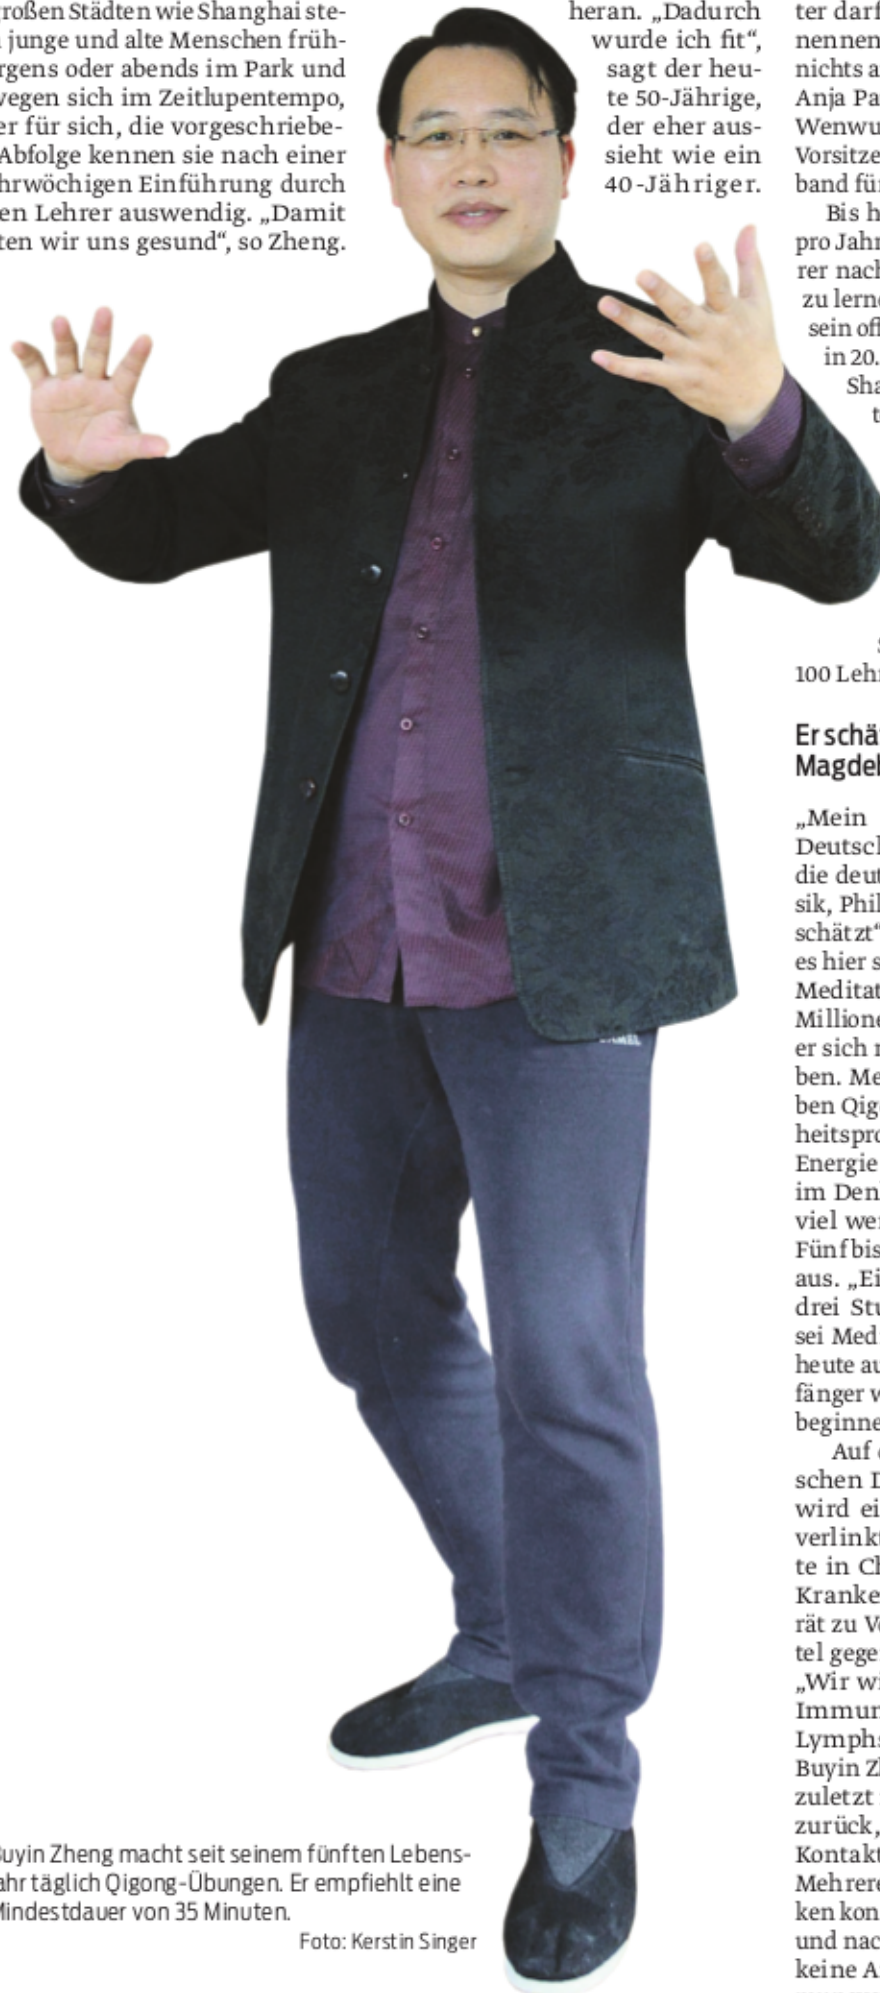 großen Städten wie Shanghai ste-
junge und alte Menschen früh-
rgens oder abends im Park und
wegen sich im Zeitlupentempo,
er für sich, die vorgeschriebe-
Abfolge kennen sie nach einer
hrwöchigen Einführung durch
en Lehrer auswendig. „Damit
ten wir uns gesund“, so Zheng.
heran. „Dadurch
wurde ich fit“,
sagt der heu-
te 50-Jährige,
der eher aus-
sieht wie ein
40-Jähriger.
ter darf
nennen
nichts a
Anja Pa
Wenwu
Vorsitze
band für
Bis h
pro Jahr
rer nach
zu lerne
sein off
in 20.
Sha
t
S
100 Lehr
Er schä
Magdeb
„Mein
Deutsch
die deut
sik, Phil
schätzt“
es hier s
Meditat
Millione
er sich r
ben. Me
ben Qig
heitspro
Energie
im Den
viel wer
Fünf bis
aus. „Ei
drei Stu
sei Med
heute au
fänger w
beginne
Auf
schen D
wird ei
verlinkt
te in Ch
Kranke
rät zu Vo
tel gege
„Wir wi
Immun
Lymphs
Buyin Zh
zuletzt
zurück,
Kontakt
Mehrere
ken kon
und nac
keine A
Buyin Zheng macht seit seinem fünften Lebens-
jahr täglich Qigong-Übungen. Er empfiehlt eine
Mindestdauer von 35 Minuten.
Foto: Kerstin Singer